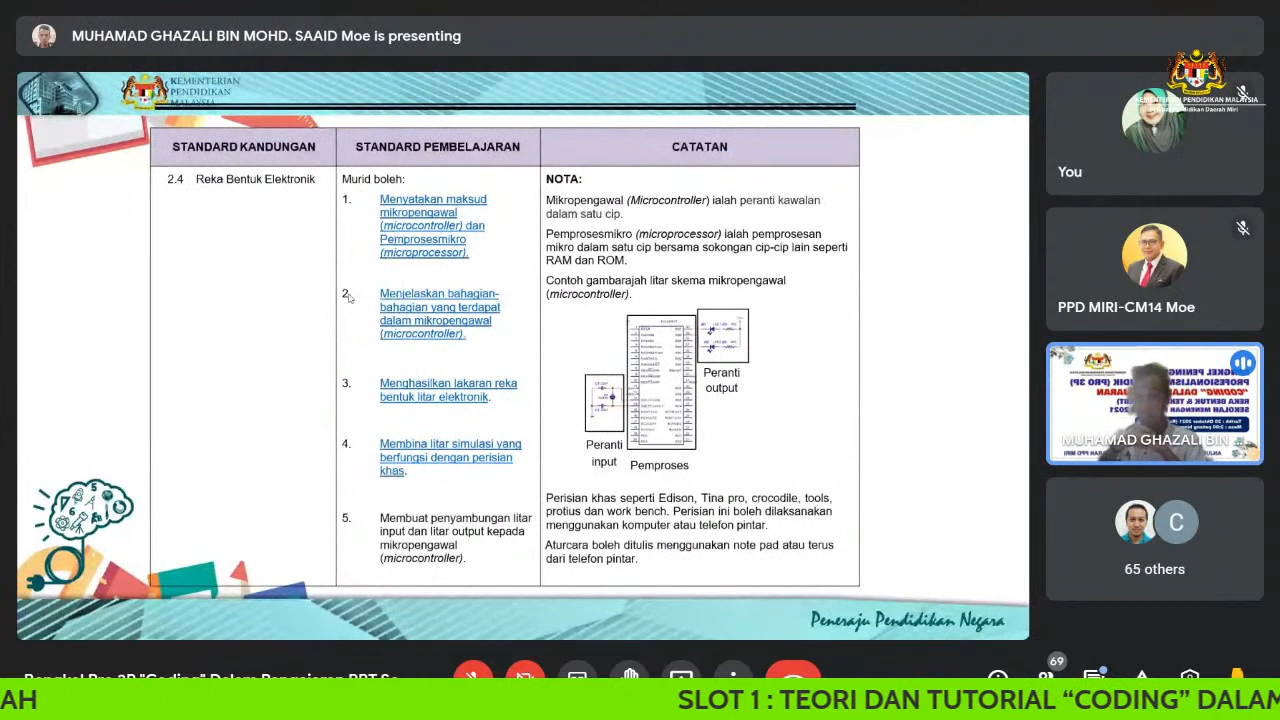 MUHAMAD GHAZALI BIN MOHD. SAAID Moe is presenting
KEMENTERIAN
PENDIDIKAN
MALAYSIA
KEMENTERIAN PENDIDIKAN MALAYSIA
Pendidikan Daerah Miri
You
PPD MIRI-CM14 Moe
MUHAMAD GHAZALI BIN
C
65 others
STANDARD KANDUNGAN
STANDARD PEMBELAJARAN
CATATAN
2.4 Reka Bentuk Elektronik
Murid boleh:
1. Menyatakan maksud
mikropengawal
(microcontroller) dan
Pemprosesmikro
(microprocessor).
2. Menjelaskan bahagian-
bahagian yang terdapat
dalam mikropengawal
(microcontroller).
3. Menghasilkan lakaran reka
bentuk litar elektronik.
4. Membina litar simulasi yang
berfungsi dengan perisian
khas.
5. Membuat penyambungan litar
input dan litar output kepada
mikropengawal
(microcontroller).
NOTA:
Mikropengawal (Microcontroller) ialah peranti kawalan
dalam satu cip.
Pemprosesmikro (microprocessor) ialah pemprosesan
mikro dalam satu cip bersama sokongan cip-cip lain seperti
RAM dan ROM.
Contoh gambarajah litar skema mikropengawal
(microcontroller).
Peranti
output
Peranti
input
Pemproses
Perisian khas seperti Edison, Tina pro, crocodile, tools,
protius dan work bench. Perisian ini boleh dilaksanakan
menggunakan komputer atau telefon pintar.
Aturcara boleh ditulis menggunakan note pad atau terus
dari telefon pintar.
Peneraju Pendidikan Negara
69
AH
SLOT 1 : TEORI DAN TUTORIAL “CODING” DALAM